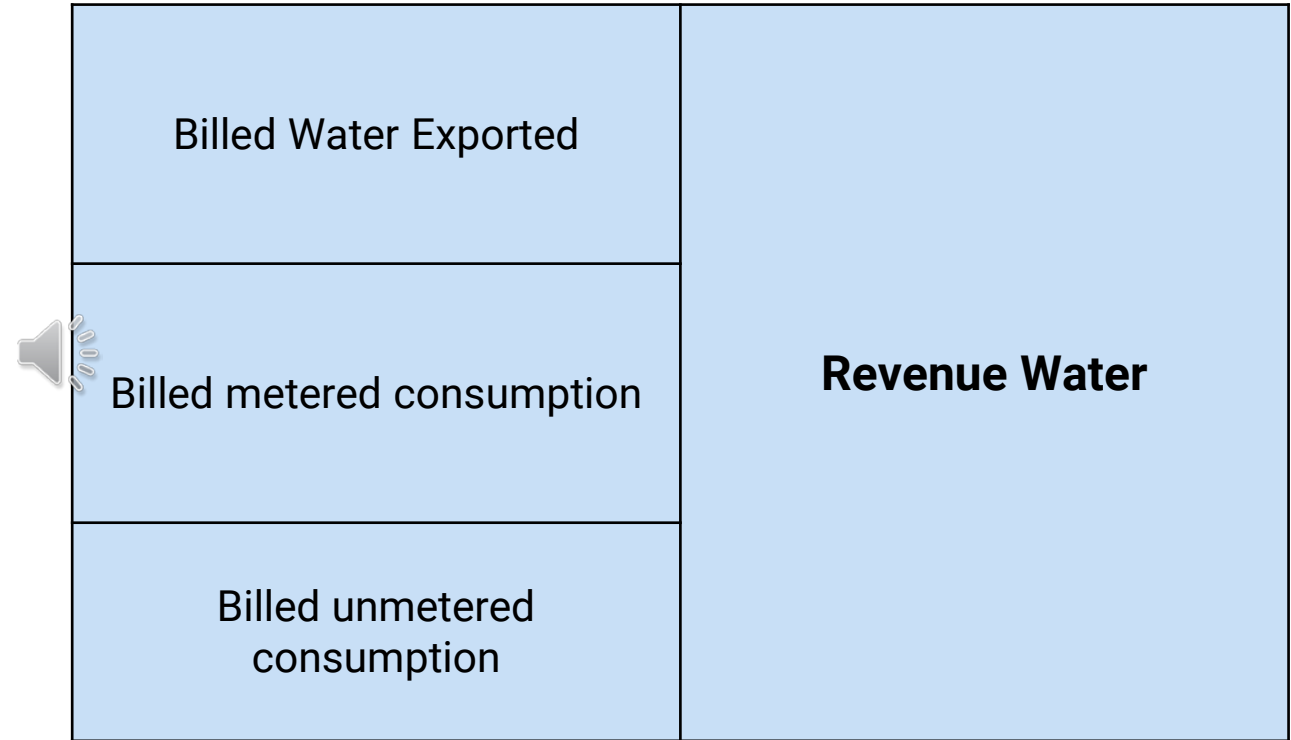 Billed Water Exported
Billed metered consumption
Revenue Water
Billed unmetered
consumption